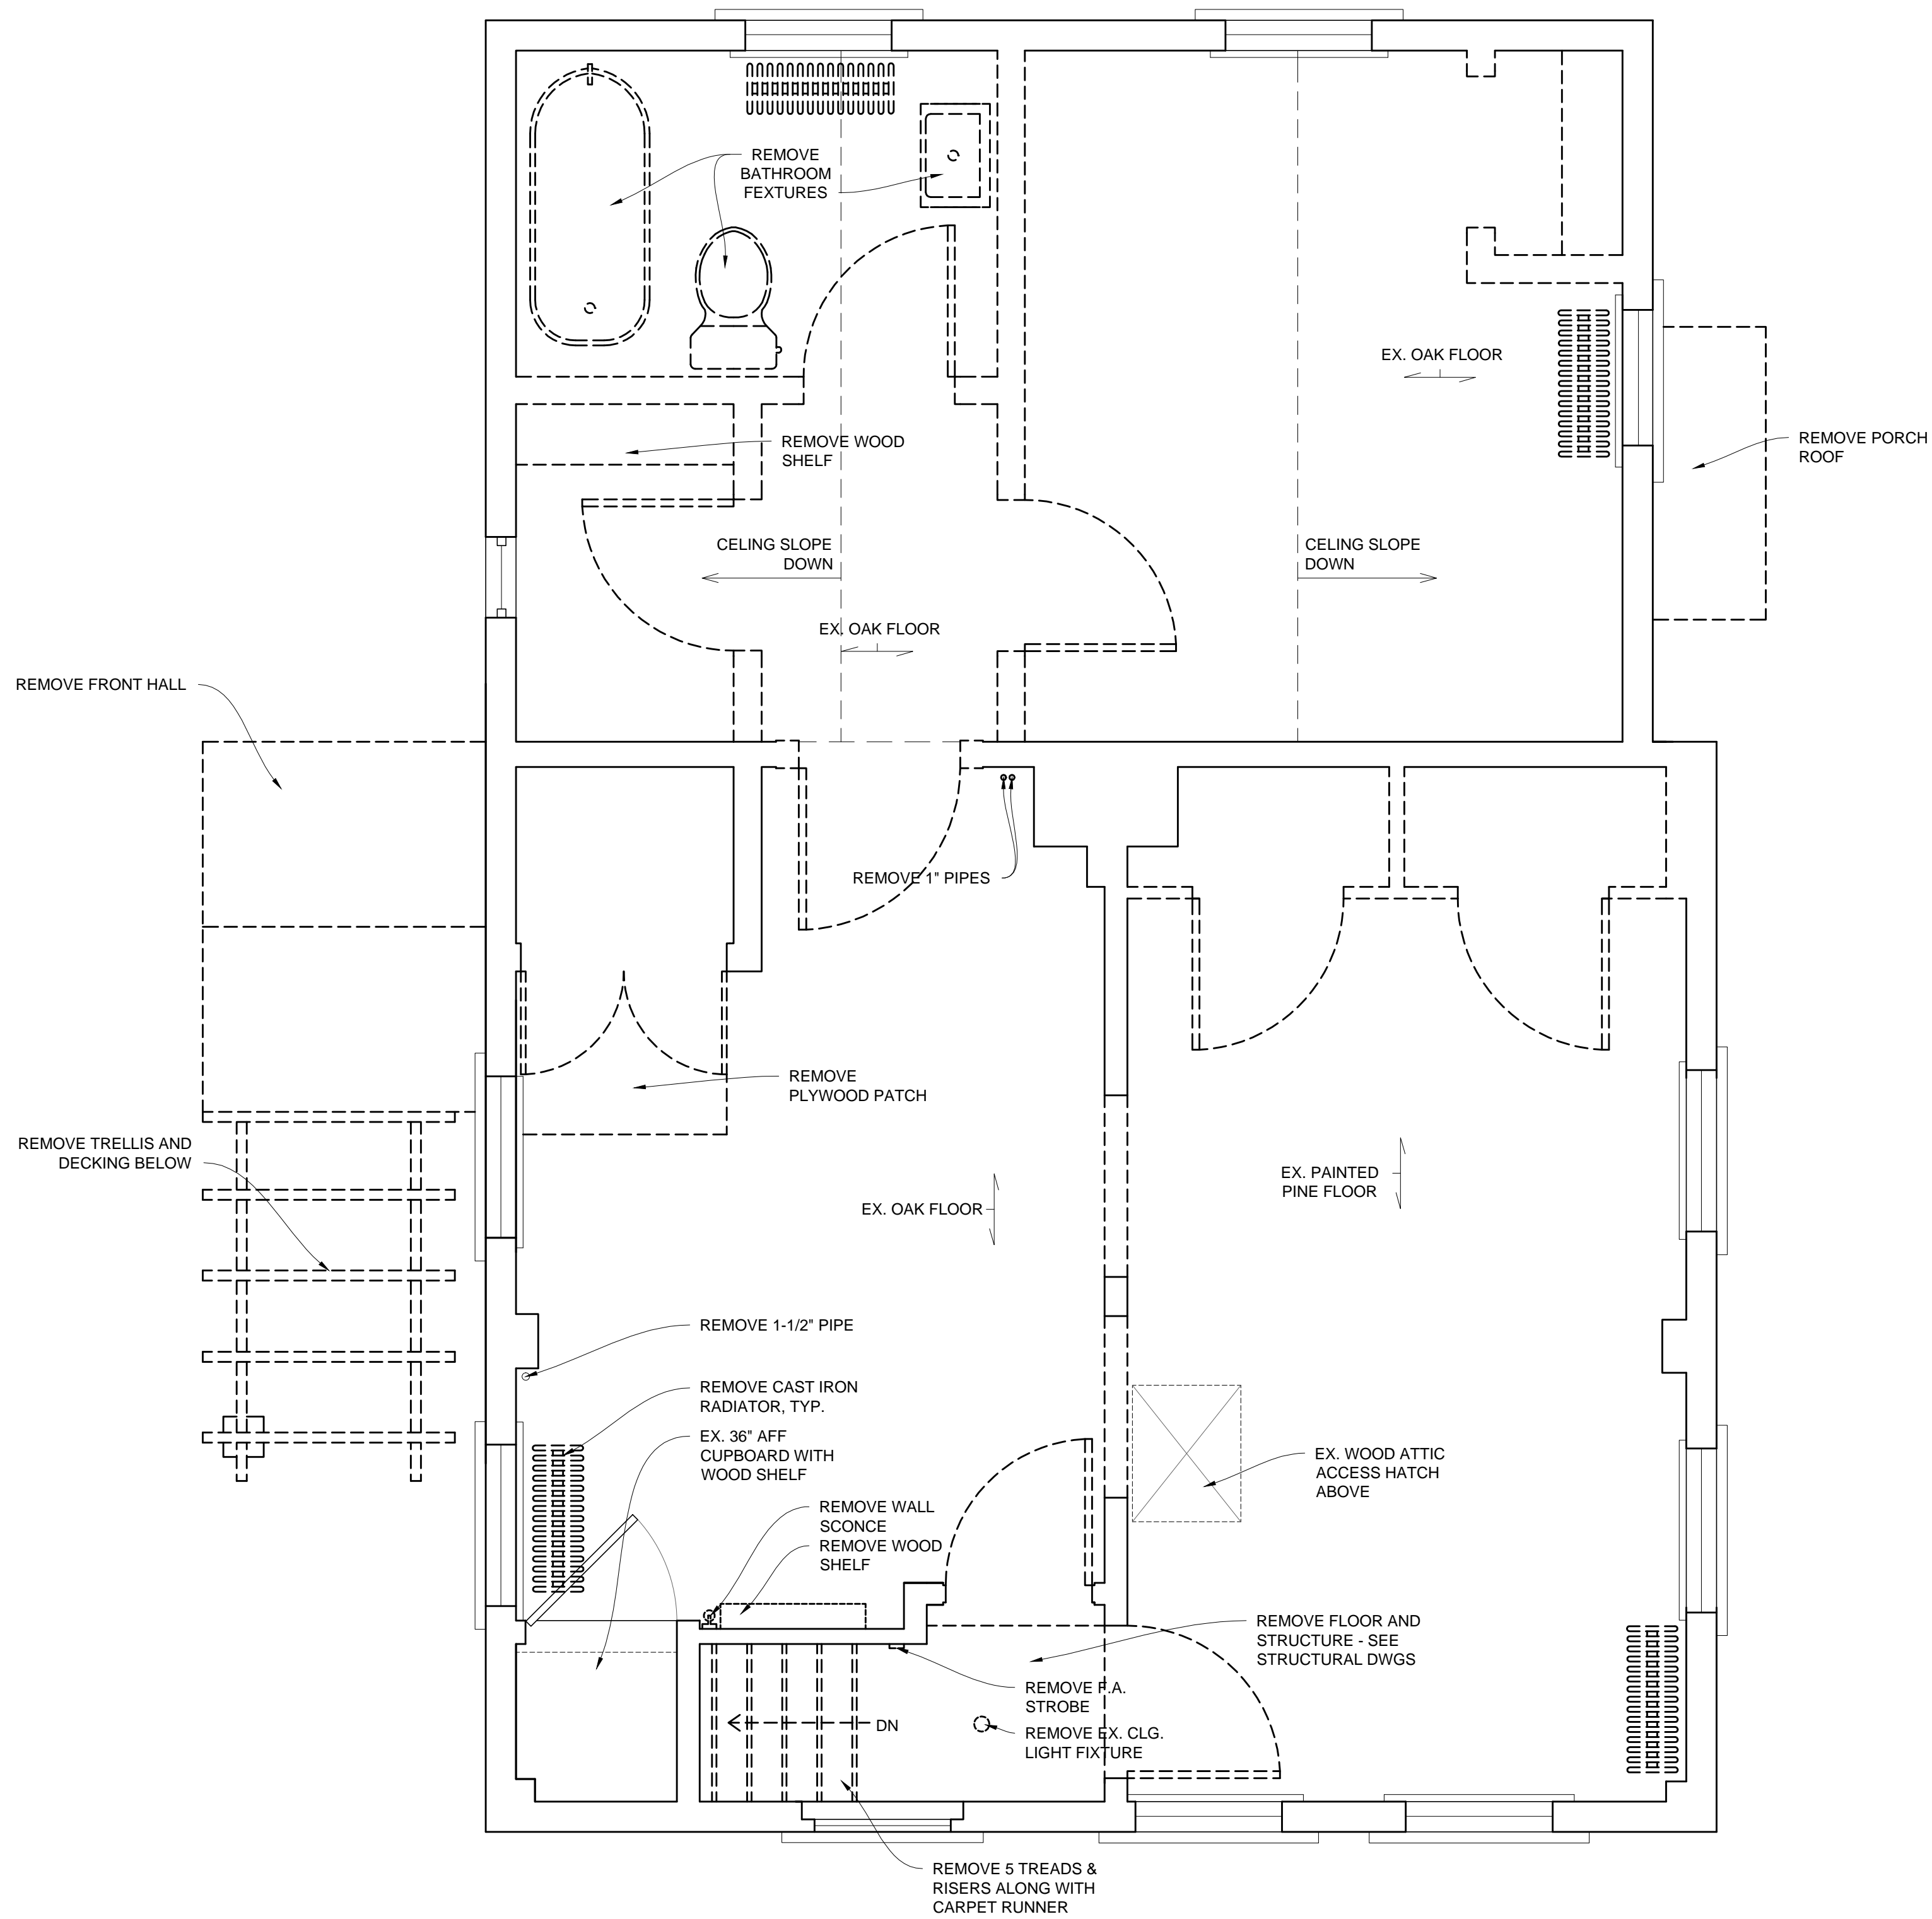 REMOVE
BATHROOM
FEXTURES
EX. OAK FLOOR
REMOVE WOOD
SHELF
REMOVE PORCH
ROOF
CELING SLOPE
DOWN
CELING SLOPE
DOWN
EX. OAK FLOOR
REMOVE FRONT HALL
REMOVE 1" PIPES
REMOVE
PLYWOOD PATCH
REMOVE TRELLIS AND
DECKING BELOW
EX. OAK FLOOR
EX. PAINTED
PINE FLOOR
REMOVE 1-1/2" PIPE
REMOVE CAST IRON
RADIATOR, TYP.
EX. 36" AFF
CUPBOARD WITH
WOOD SHELF
EX. WOOD ATTIC
ACCESS HATCH
ABOVE
REMOVE WALL
SCONCE
REMOVE WOOD
SHELF
REMOVE FLOOR AND
STRUCTURE - SEE
STRUCTURAL DWGS
REMOVE F.A.
STROBE
DN
REMOVE EX. CLG.
LIGHT FIXTURE
REMOVE 5 TREADS &
RISERS ALONG WITH
CARPET RUNNER